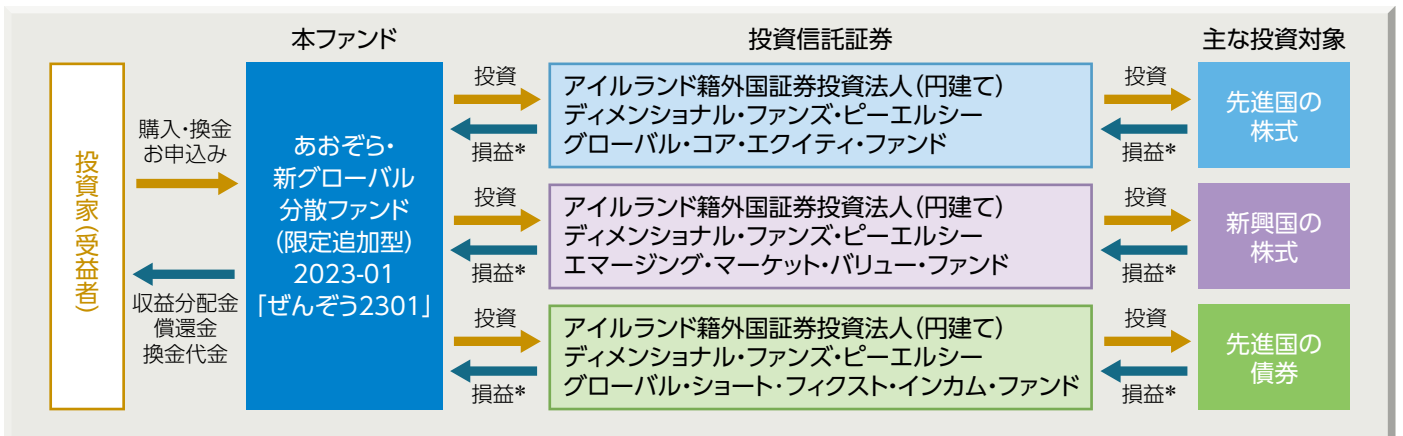 本ファンド
投資信託証券
主な投資対象
投資家(受益者)
購入・換金
お申込み
収益分配金
償還金
換金代金
あおぞら・
新グローバル
分散ファンド
(限定追加型)
2023-01
「ぜんぞう2301」
投資
損益*
アイルランド籍外国証券投資法人(円建て)
ディメンショナル・ファンズ・ピーエルシー
グローバル・コア・エクイティ・ファンド
投資
損益*
先進国の
株式
投資
損益*
アイルランド籍外国証券投資法人(円建て)
ディメンショナル・ファンズ・ピーエルシー
エマージング・マーケット・バリュー・ファンド
投資
損益*
新興国の
株式
投資
損益*
アイルランド籍外国証券投資法人(円建て)
ディメンショナル・ファンズ・ピーエルシー
グローバル・ショート・フィクスト・インカム・ファンド
投資
損益*
先進国の
債券